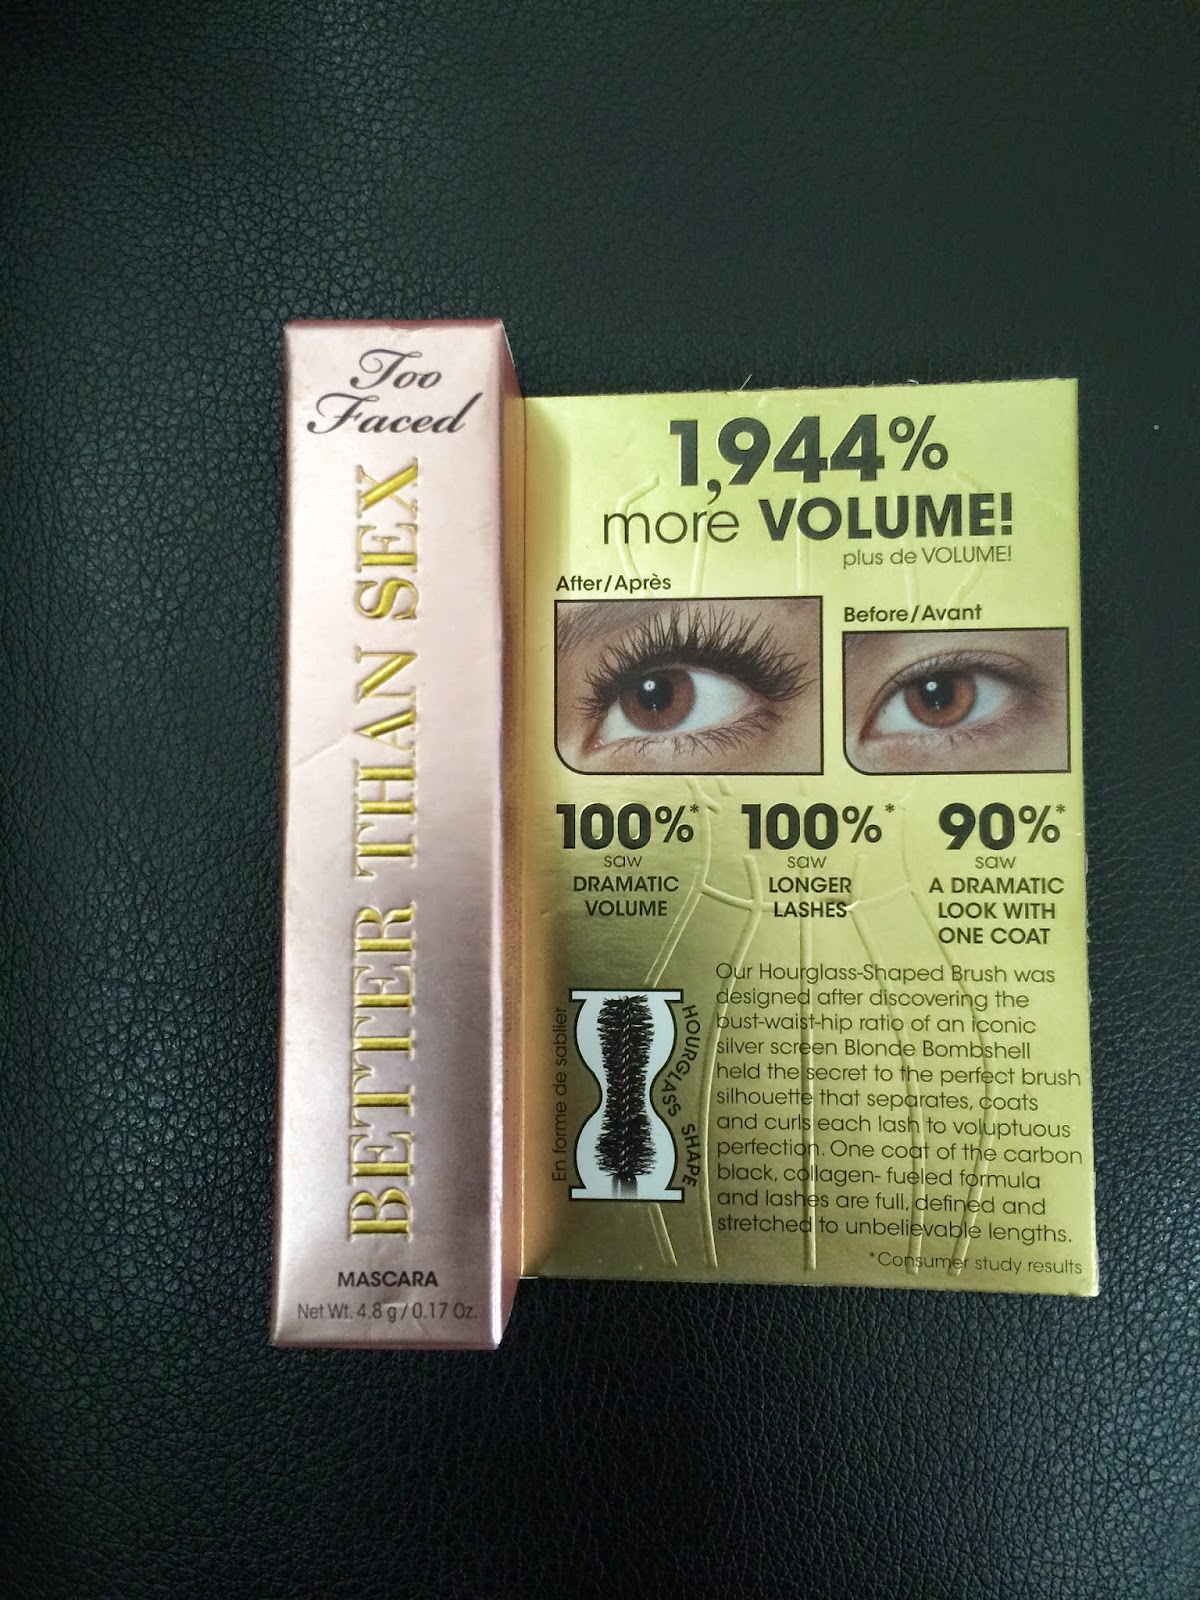 Too
Faced
BETTER THAN SEX
MASCARA
Net Wt. 4.8 g / 0.17 Oz.
1,944%
more VOLUME!
plus de VOLUME!
After/Après
Before/Avant
100%*
saw
DRAMATIC
VOLUME
100%*
saw
LONGER
LASHES
90%*
saw
A DRAMATIC
LOOK WITH
ONE COAT
En forme de sablier
HOURGLASS SHAPE
Our Hourglass-Shaped Brush was
designed after discovering the
bust-waist-hip ratio of an iconic
silver screen Blonde Bombshell
held the secret to the perfect brush
silhouette that separates, coats
and curls each lash to voluptuous
perfection. One coat of the carbon
black, collagen- fueled formula
and lashes are full, defined and
stretched to unbelievable lengths.
*Consumer study results